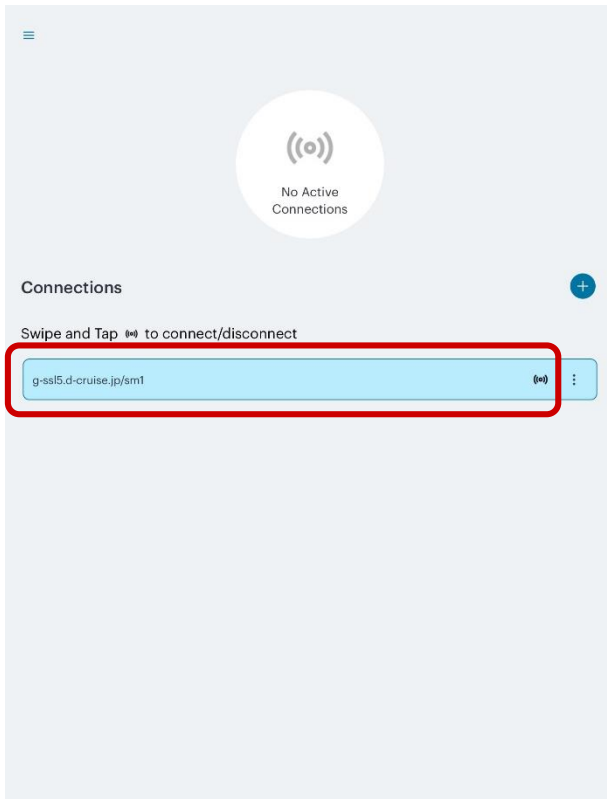 No Active
Connections
Connections
Swipe and Tap to connect/disconnect
g-ssl5.d-cruise.jp/sm1